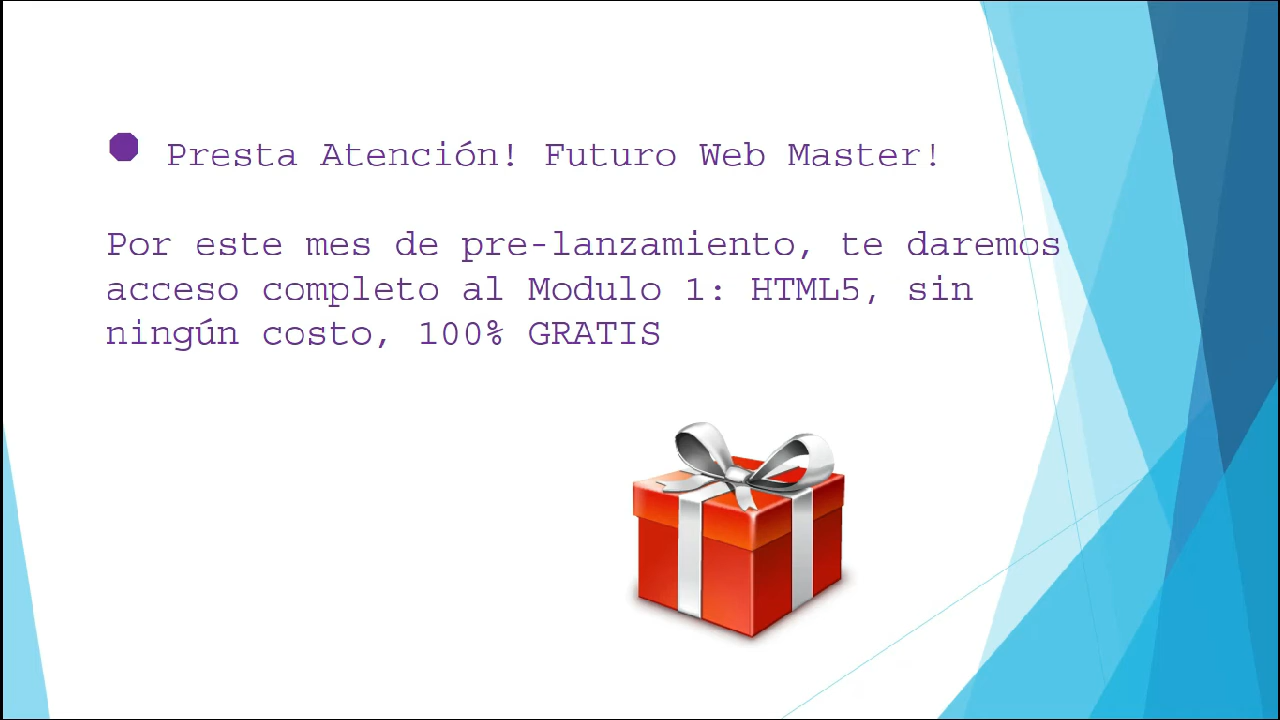 Presta Atención! Futuro Web Master!
Por este mes de pre-lanzamiento, te daremos
acceso completo al Modulo 1: HTML5, sin
ningún costo, 100% GRATIS